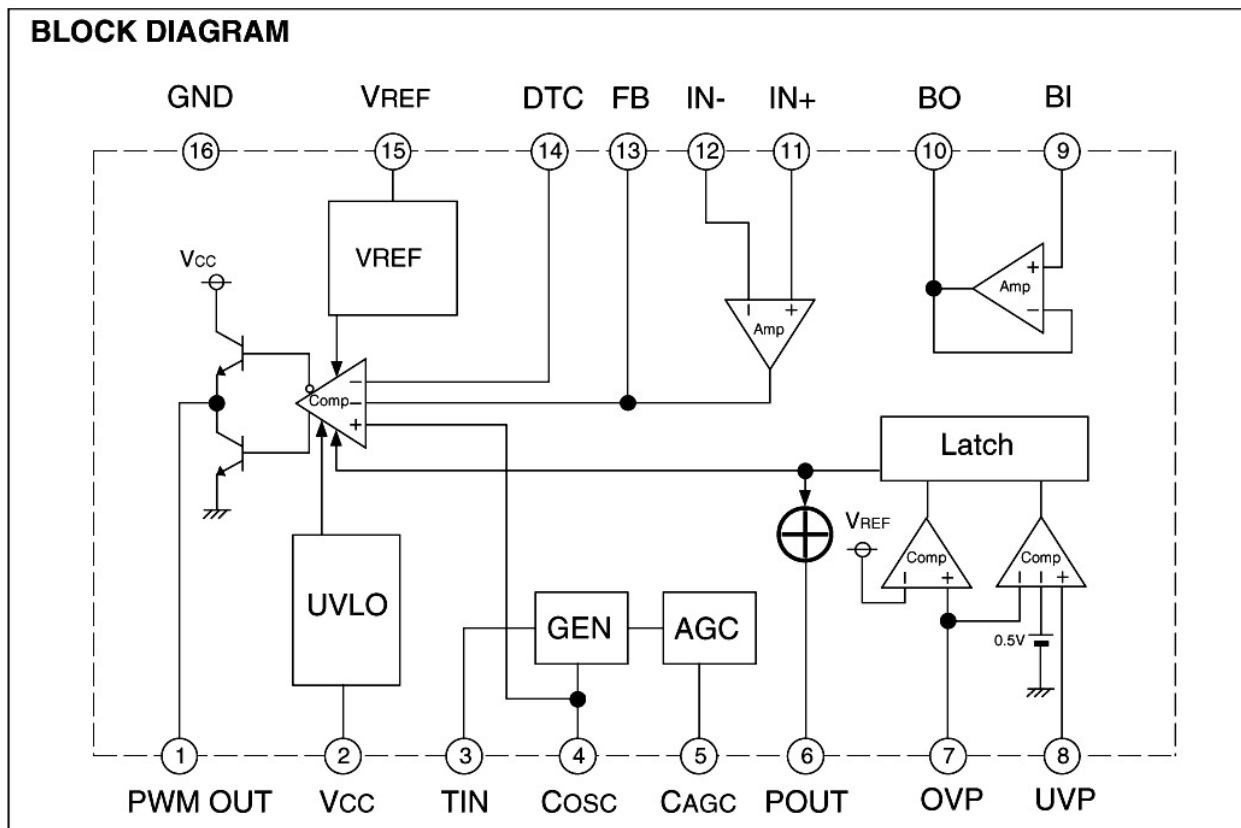 BLOCK DIAGRAM
GND VREF DTC FB IN- IN+ BO BI
16 15 14 13 12 11 10 9
VREF
VCC
+
Amp
−
− +
Amp
−
Comp −
+
Latch
VREF
Comp
− +
Comp
− − +
UVLO
GEN AGC
0.5V
1 2 3 4 5 6 7 8
PWM OUT VCC TIN COSC CAGC POUT OVP UVP